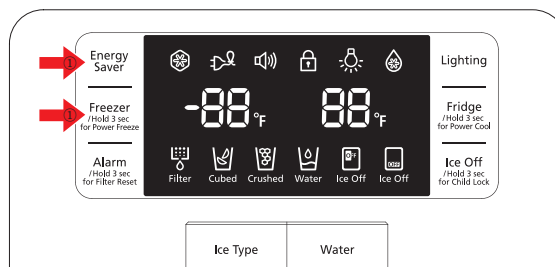 Energy
Saver
①
Lighting
Freezer
/Hold 3 sec
for Power Freeze
①
-88°F
88°F
Fridge
/Hold 3 sec
for Power Cool
Alarm
/Hold 3 sec
for Filter Reset
Filter
Cubed
Crushed
Water
OFF
Ice Off
Ice Off
Ice Off
/Hold 3 sec
for Child Lock
Ice Type
Water